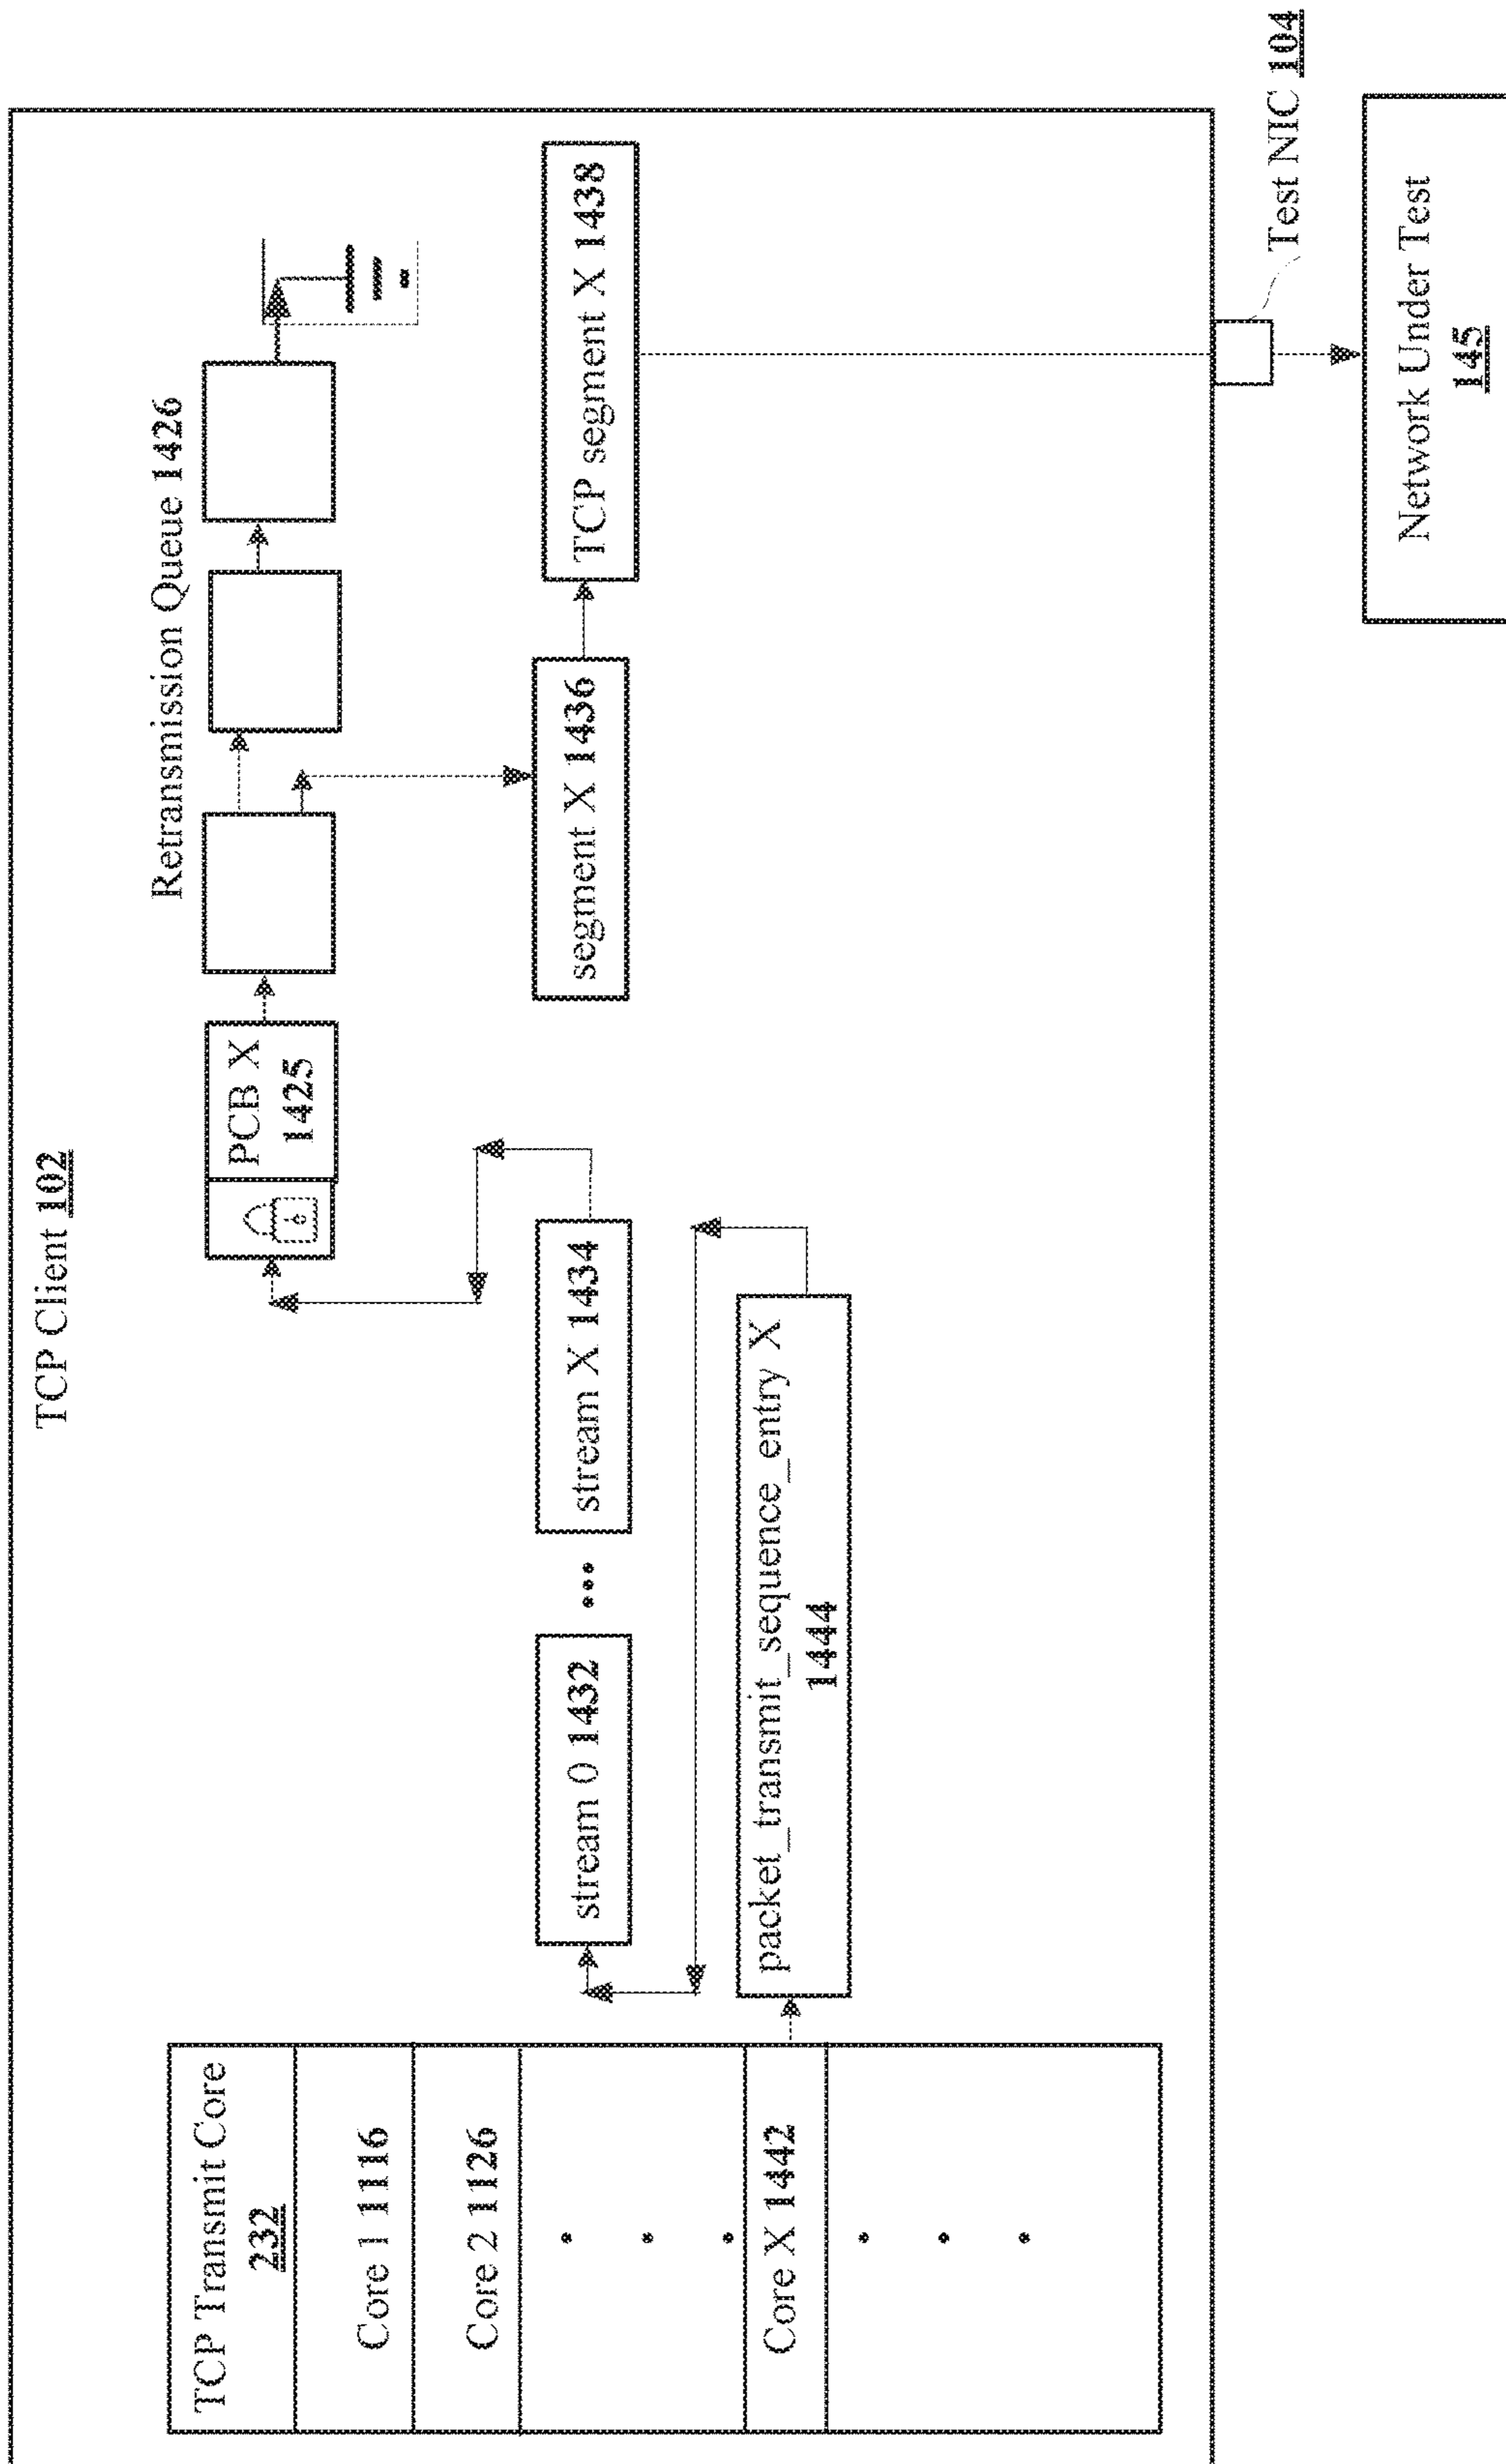 TCP Client 102
TCP Transmit Core
232
Core 1 1116
Core 2 1126
Core X 1442
Retransmission Queue 1426
PCB X
1425
stream 0 1432
...
stream X 1434
segment X 1436
TCP segment X 1438
packet_transmit_sequence_entry X
1444
Test NIC 104
Network Under Test
145